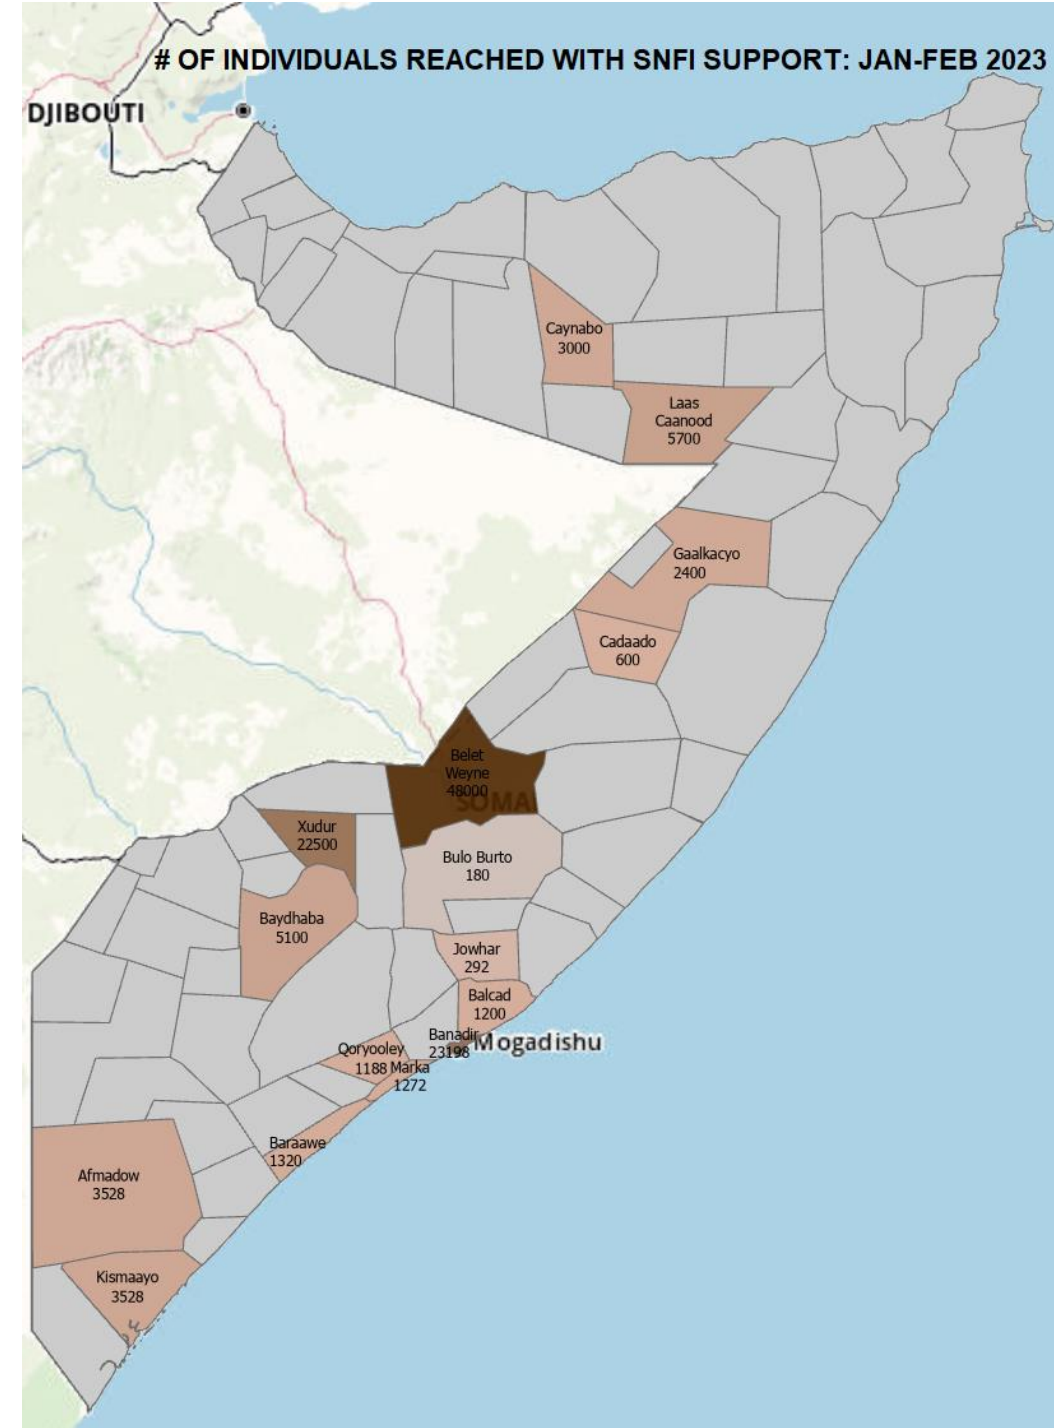 # OF INDIVIDUALS REACHED WITH SNFI SUPPORT: JAN-FEB 2023
DJIBOUTI
Caynabo
3000
Laas
Caanood
5700
Gaalkacyo
2400
Cadaado
600
Belet
Weyne
48000
SOMAI
Xudur
22500
Bulo Burto
180
Baydhaba
5100
Jowhar
292
Balcad
1200
Banadir
23198
Mogadishu
Qoryooley
1188
Marka
1272
Baraawe
1320
Afmadow
3528
Kismaayo
3528